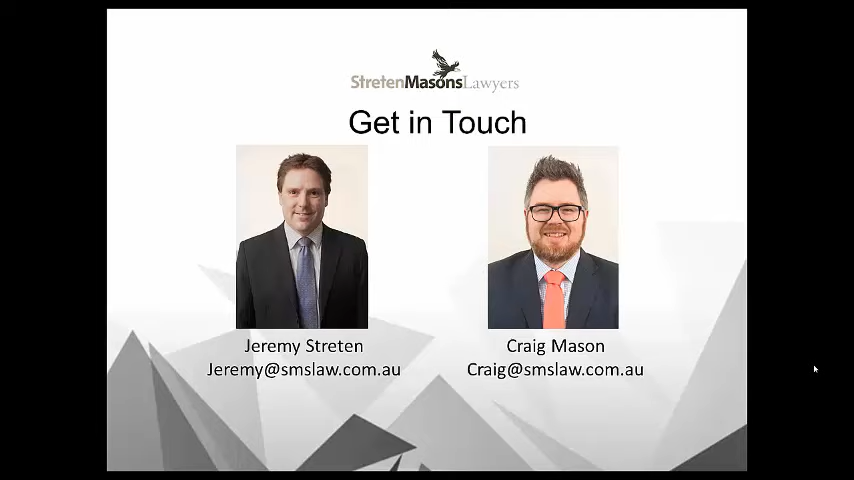 StretenMasonsLawyers
Get in Touch
Jeremy Streten
Jeremy@smslaw.com.au
Craig Mason
Craig@smslaw.com.au